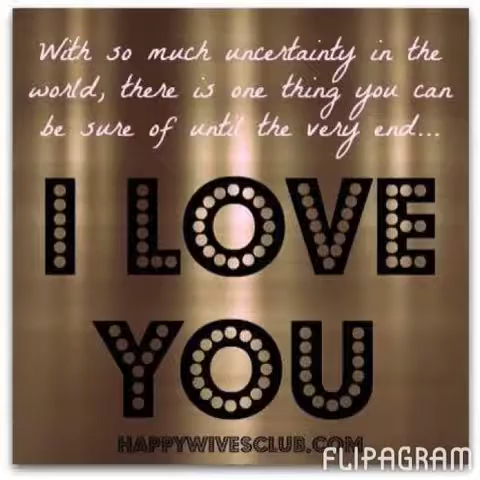 With so much uncertainty in the
world, there is one thing you can
be sure of until the very end...
I LOVE
YOU
HAPPYWIVESCLUB.COM
FLIPAGRAM